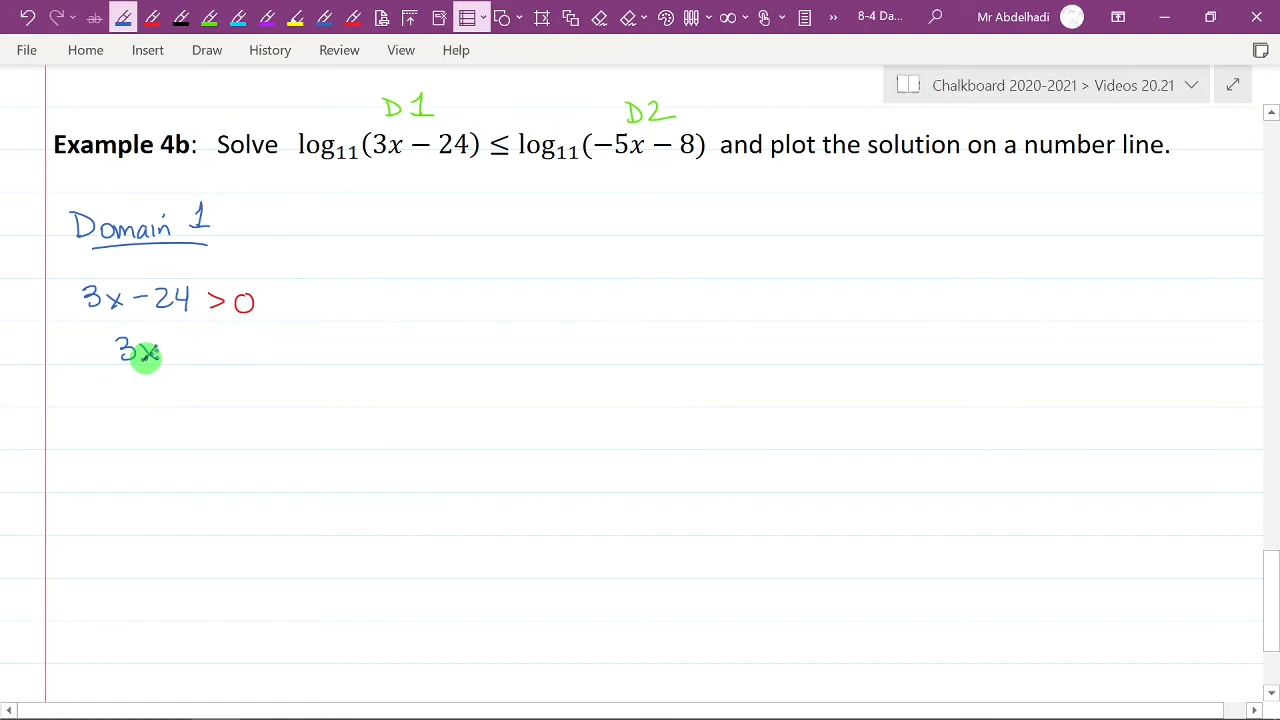 8-4 Da...
Mr Abdelhadi
File Home Insert Draw History Review View Help
Chalkboard 2020-2021 > Videos 20.21
D1 D2
Example 4b: Solve log₁₁(3x − 24) ≤ log₁₁(−5x − 8) and plot the solution on a number line.
Domain 1
3x − 24 > 0
3x